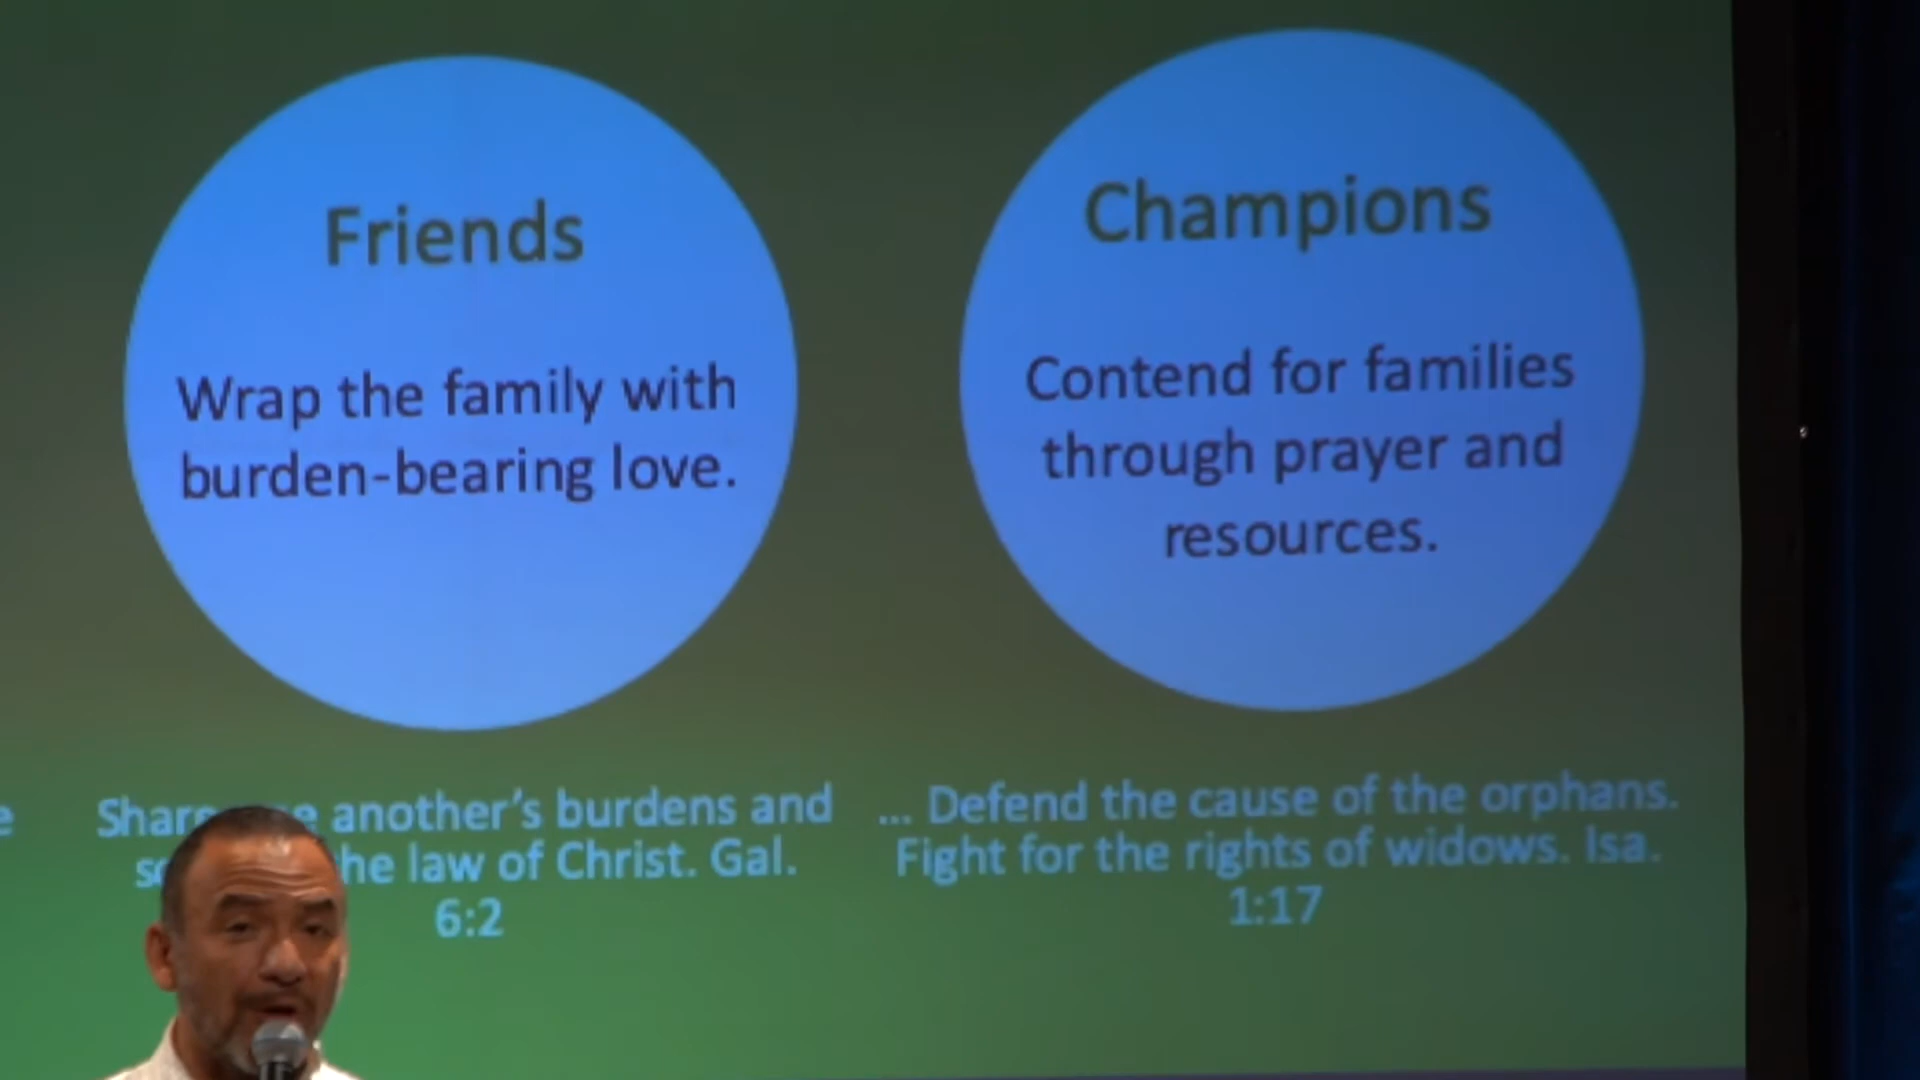 Friends
Wrap the family with
burden-bearing love.
another's burdens and
law of Christ. Gal.
6:2
Champions
Contend for families
through prayer and
resources.
... Defend the cause of the orphans.
Fight for the rights of widows. Isa.
1:17